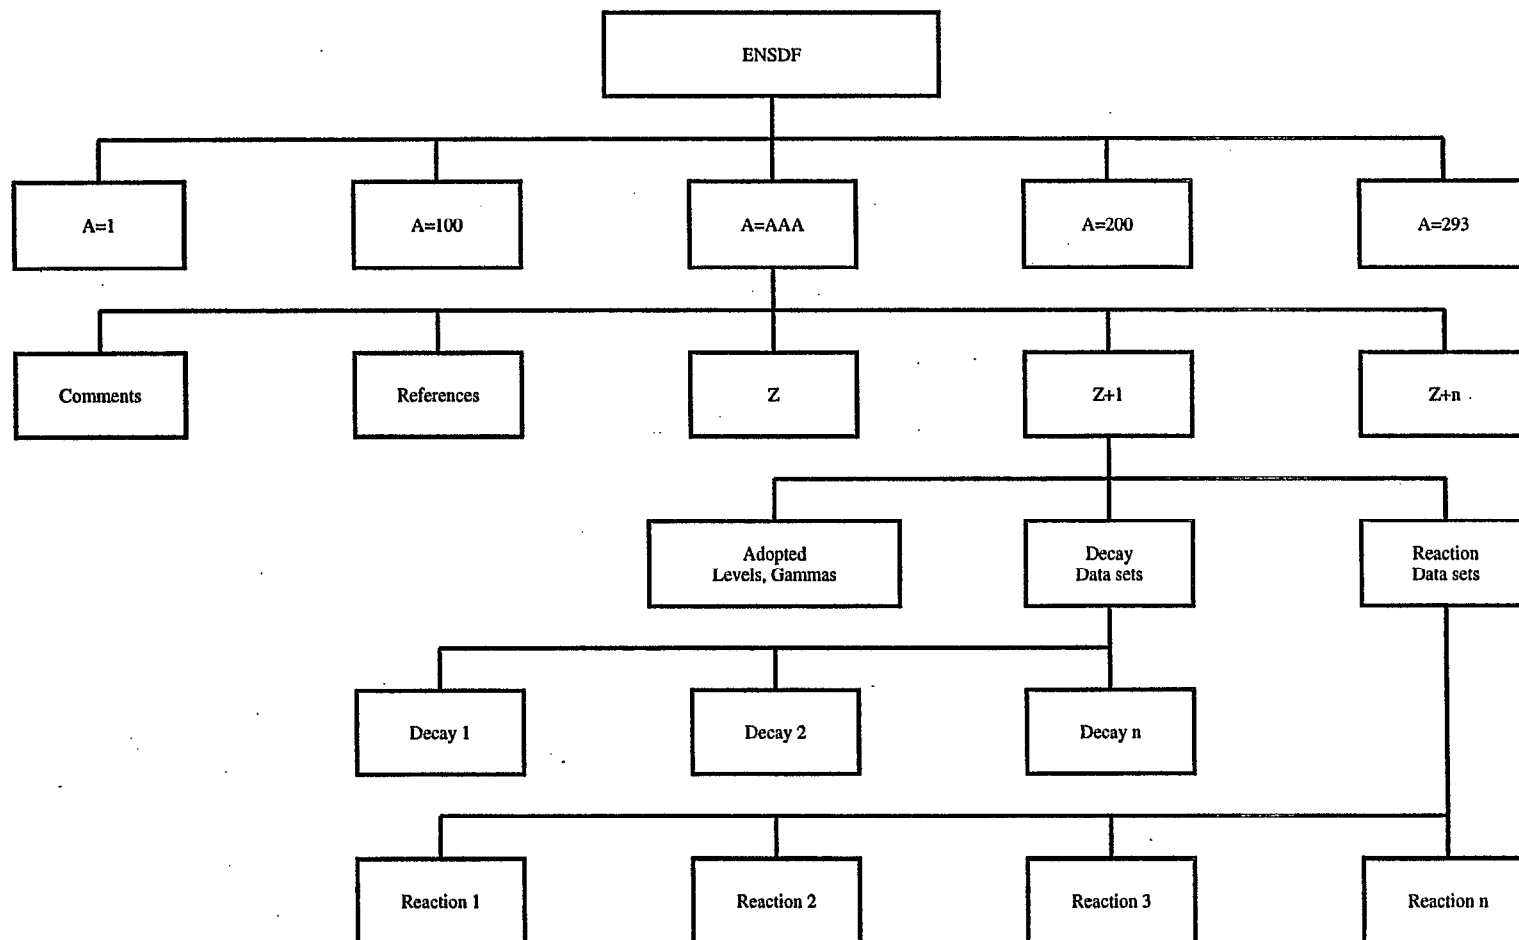 ENSDF
A=1
A=100
A=AAA
A=200
A=293
Comments
References
Z
Z+1
Z+n
Adopted
Levels, Gammas
Decay
Data sets
Reaction
Data sets
Decay 1
Decay 2
Decay n
Reaction 1
Reaction 2
Reaction 3
Reaction n